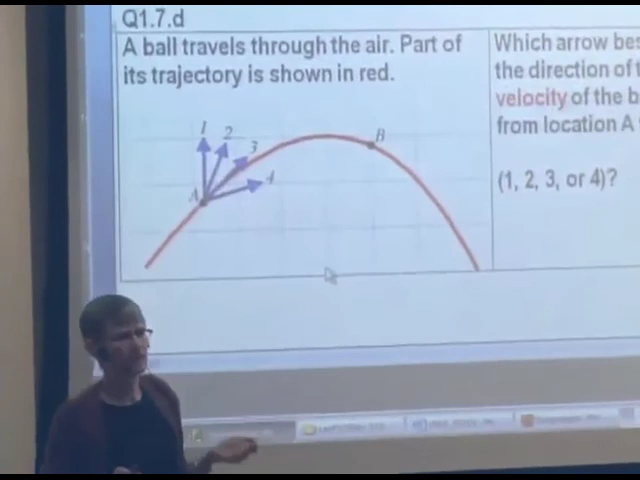 Q1.7.d
A ball travels through the air. Part of
its trajectory is shown in red.
Which arrow
the direction of
velocity of the
from location A
(1, 2, 3, or 4)?
1
2
3
4
A
B